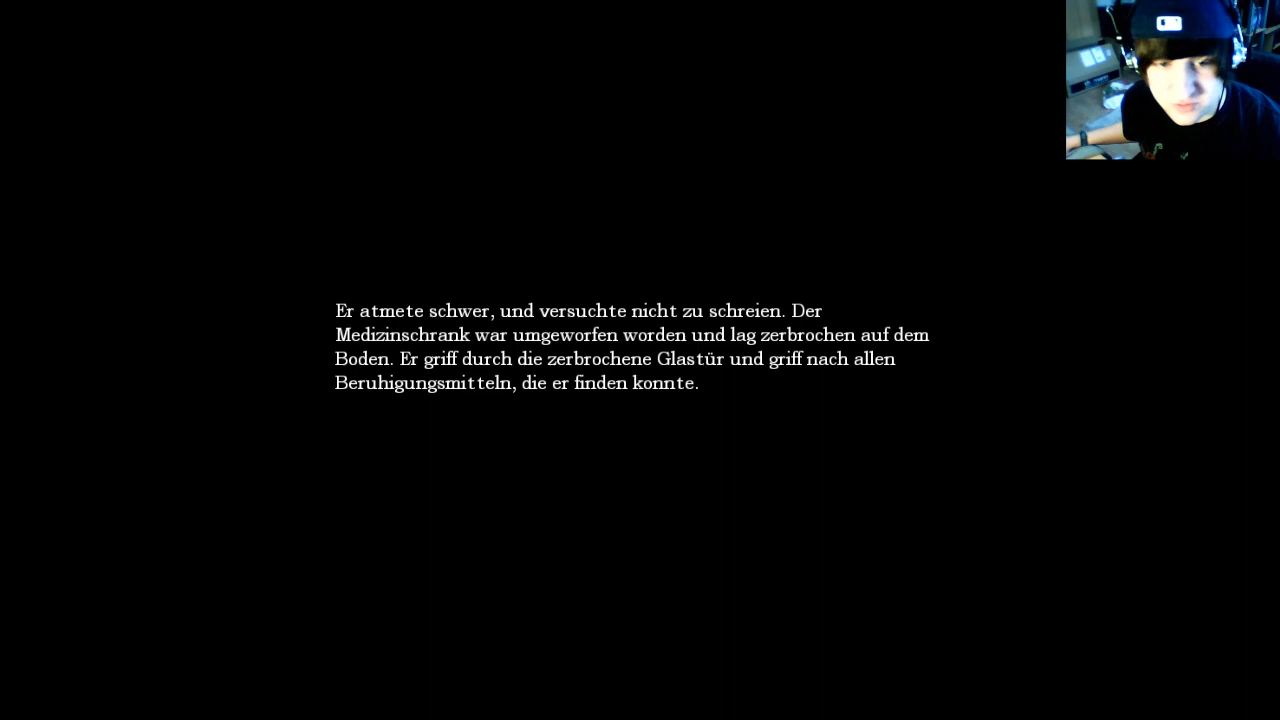 Er atmete schwer, und versuchte nicht zu schreien. Der
Medizinschrank war umgeworfen worden und lag zerbrochen auf dem
Boden. Er griff durch die zerbrochene Glastür und griff nach allen
Beruhigungsmitteln, die er finden konnte.